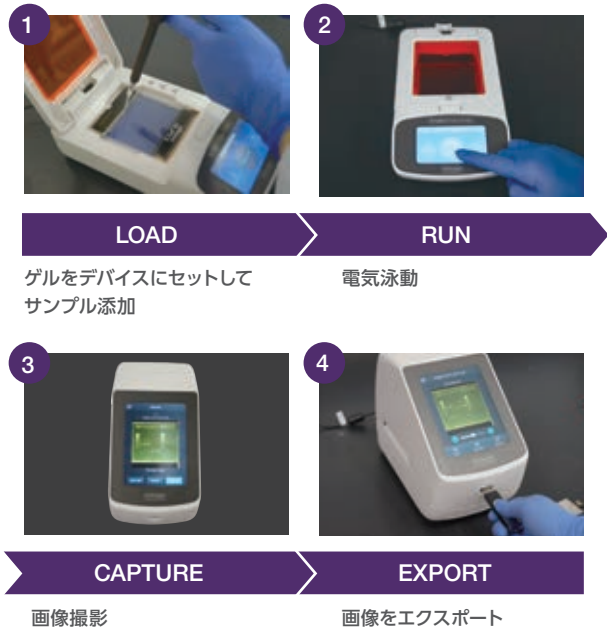 1
2
LOAD
RUN
ゲルをデバイスにセットして
サンプル添加
電気泳動
3
4
CAPTURE
EXPORT
画像撮影
画像をエクスポート